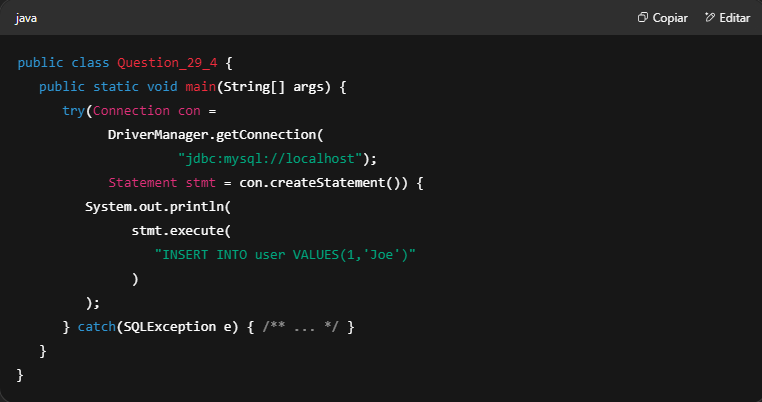 java
Copiar
Editar
public class Question_29_4 {
public static void main(String[] args) {
try(Connection con =
DriverManager.getConnection(
"jdbc:mysql://localhost");
Statement stmt = con.createStatement()) {
System.out.println(
stmt.execute(
"INSERT INTO user VALUES(1,'Joe')"
)
);
} catch(SQLException e) { /** ... */ }
}
}